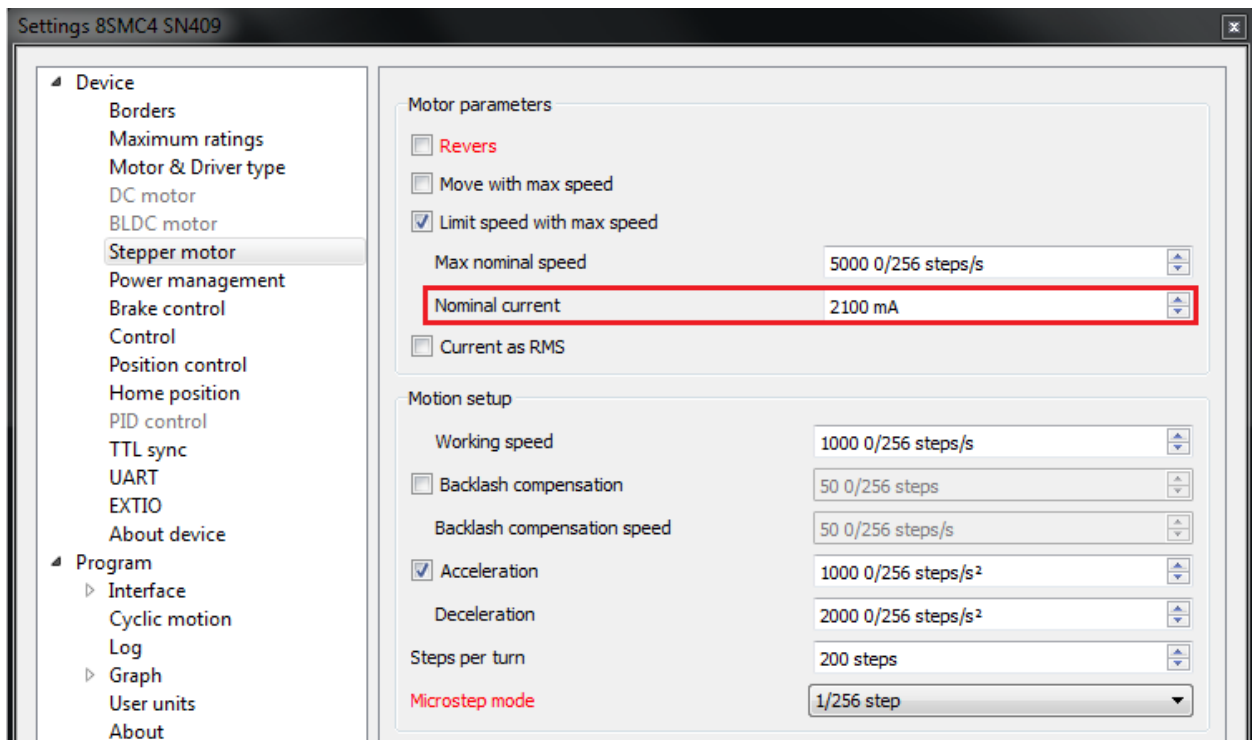 Settings 8SMC4 SN409
Device
Borders
Maximum ratings
Motor & Driver type
DC motor
BLDC motor
Stepper motor
Power management
Brake control
Control
Position control
Home position
PID control
TTL sync
UART
EXTIO
About device
Program
Interface
Cyclic motion
Log
Graph
User units
About
Motor parameters
Revers
Move with max speed
Limit speed with max speed
Max nominal speed 5000 0/256 steps/s
Nominal current 2100 mA
Current as RMS
Motion setup
Working speed 1000 0/256 steps/s
Backlash compensation 50 0/256 steps
Backlash compensation speed 50 0/256 steps/s
Acceleration 1000 0/256 steps/s²
Deceleration 2000 0/256 steps/s²
Steps per turn 200 steps
Microstep mode 1/256 step